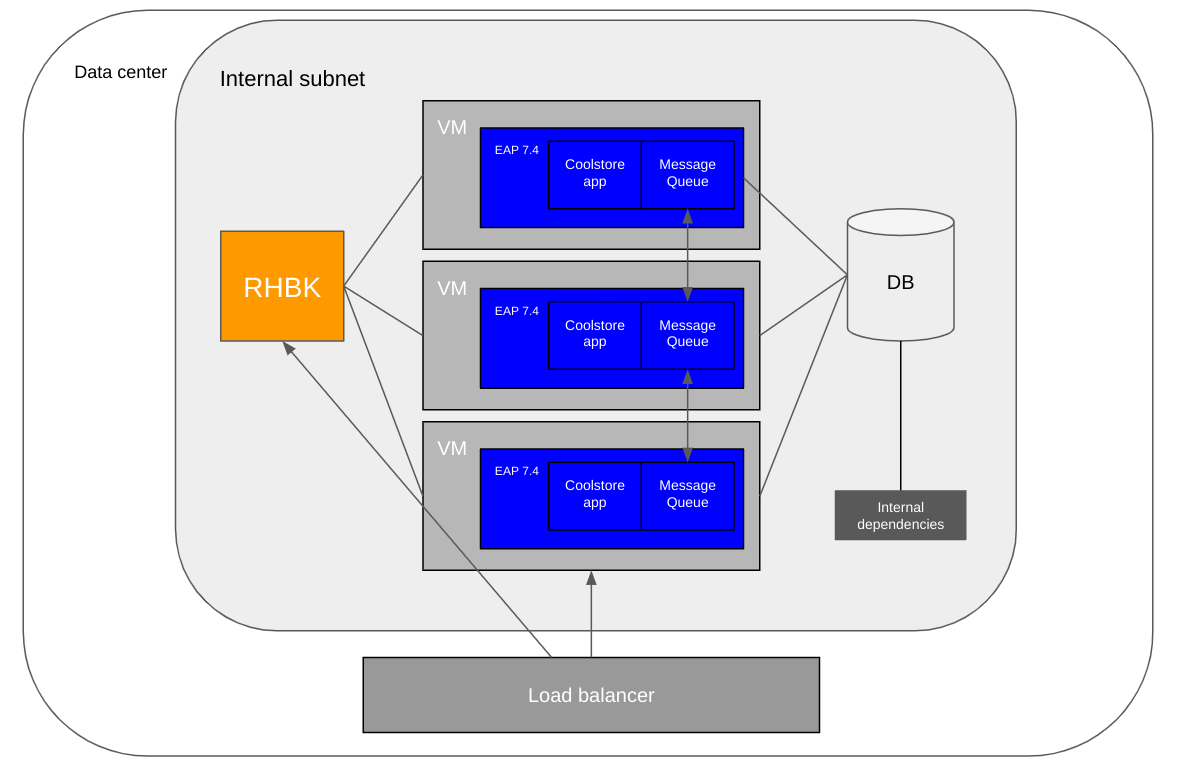 Data center
Internal subnet
VM
EAP 7.4
Coolstore
app
Message
Queue
RHBK
VM
EAP 7.4
Coolstore
app
Message
Queue
DB
VM
EAP 7.4
Coolstore
app
Message
Queue
Internal
dependencies
Load balancer